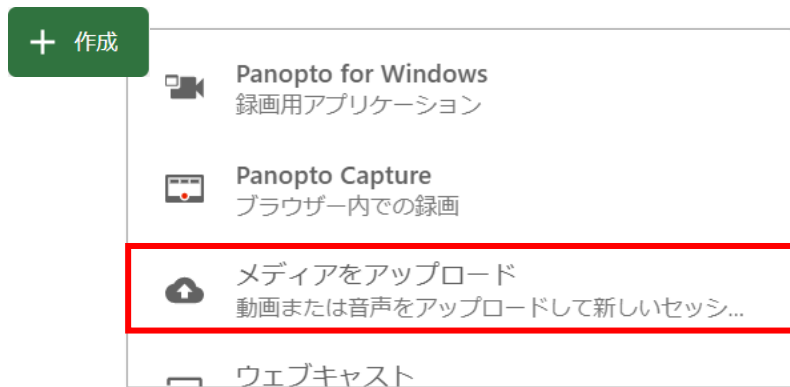 作成
Panopto for Windows
録画用アプリケーション
Panopto Capture
ブラウザー内での録画
メディアをアップロード
動画または音声をアップロードして新しいセッシ...
ウェブキャスト